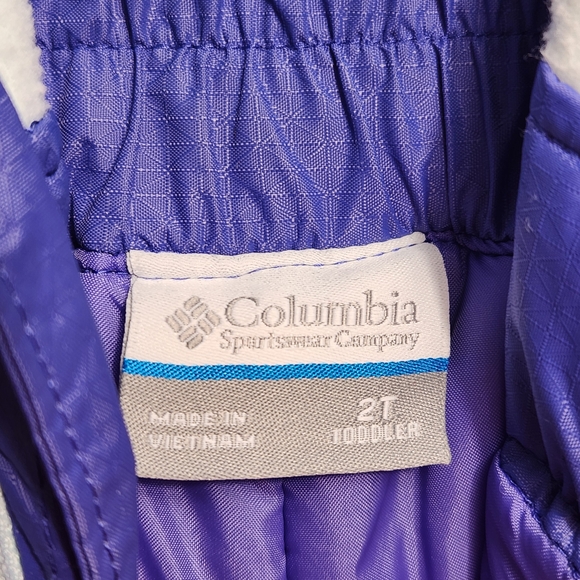 Columbia
Sportswear Company
MADE IN
VIETNAM
2T
TODDLER